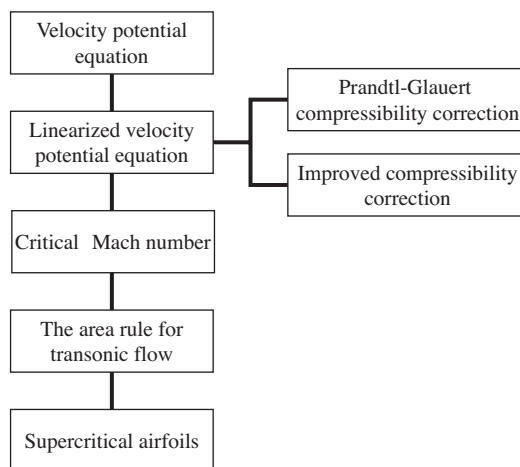 Velocity potential
equation
Linearized velocity
potential equation
Prandtl-Glauert
compressibility correction
Improved compressibility
correction
Critical Mach number
The area rule for
transonic flow
Supercritical airfoils